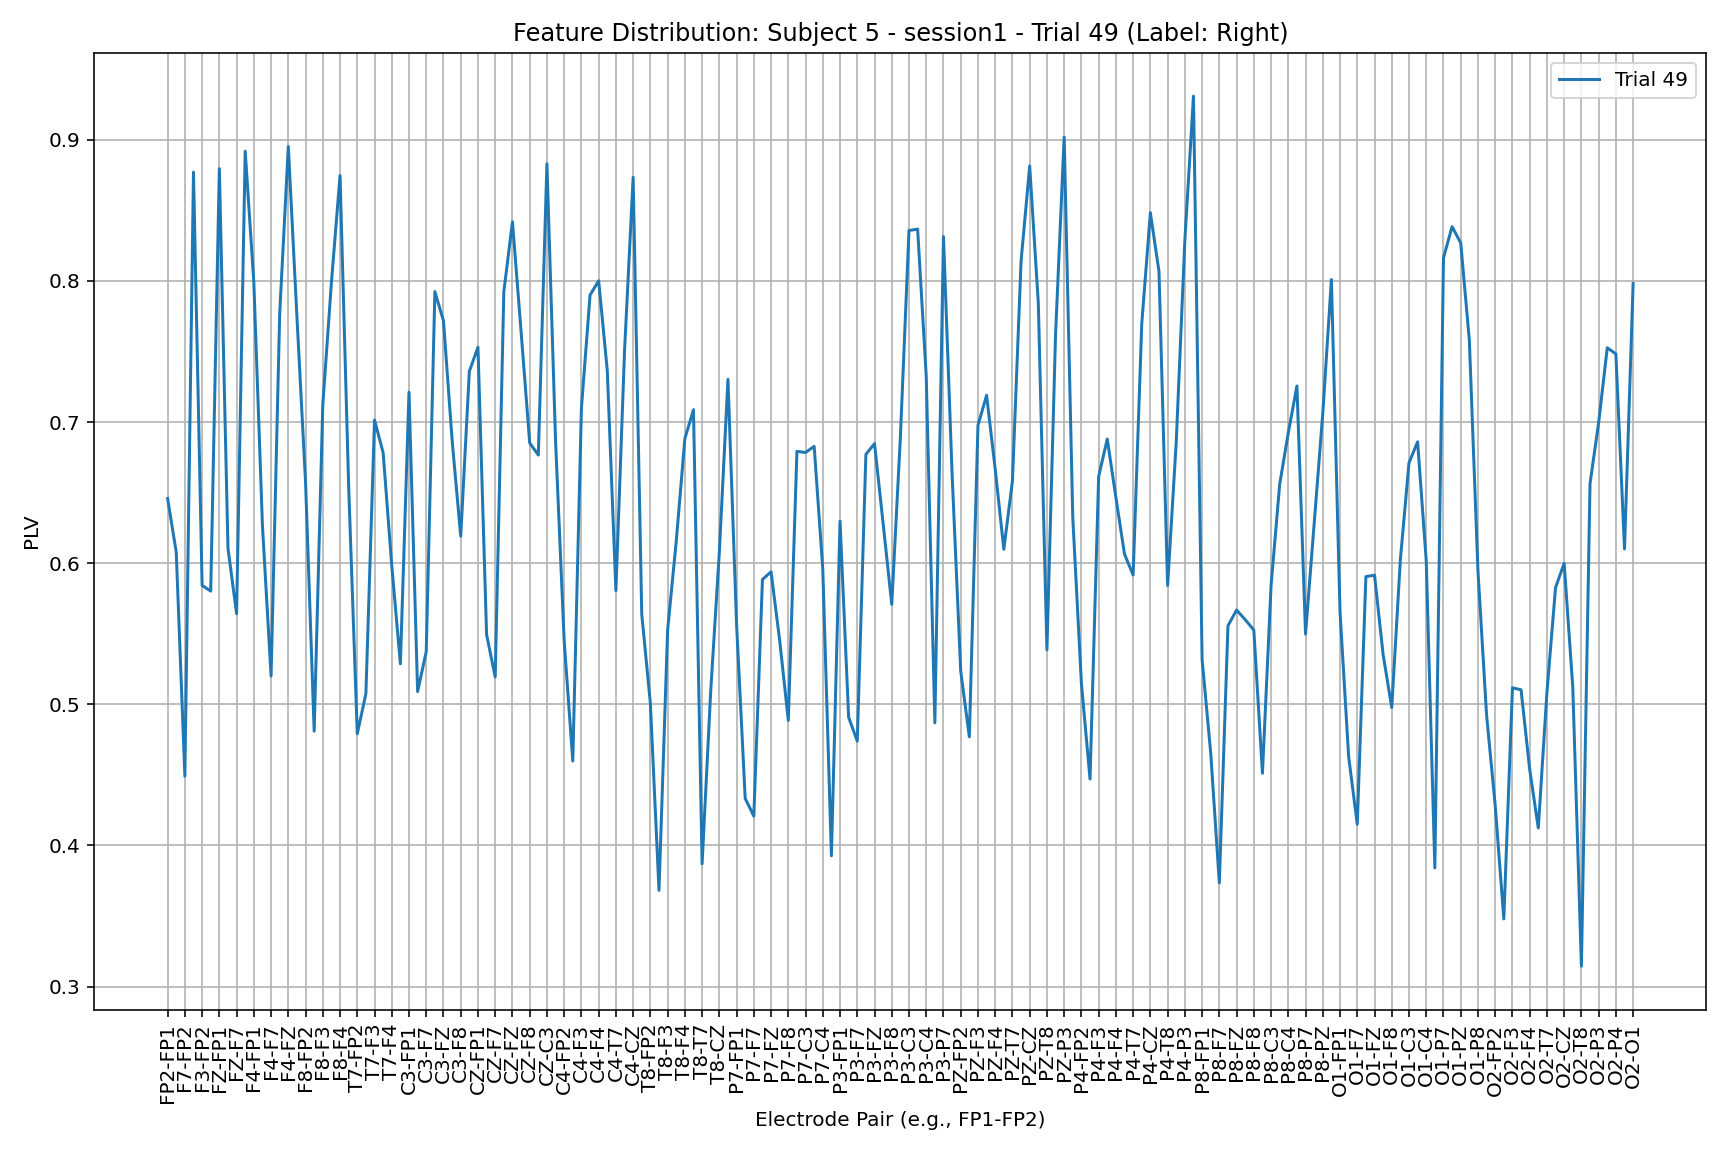 Feature Distribution: Subject 5 - session1 - Trial 49 (Label: Right)
Trial 49
PLV
0.9
0.8
0.7
0.6
0.5
0.4
0.3
FP2-FP1
F7-FP2
F3-FP2
FZ-FP1
FZ-F7
F4-FP1
F4-F7
F4-FZ
F8-FP2
F8-F3
F8-F4
T7-FP2
T7-F3
T7-F4
C3-FP1
C3-F7
C3-FZ
C3-F8
CZ-FP1
CZ-F7
CZ-FZ
CZ-F8
CZ-C3
C4-FP2
C4-F3
C4-F4
C4-T7
C4-CZ
T8-FP2
T8-F3
T8-F4
T8-T7
T8-CZ
P7-FP1
P7-F7
P7-FZ
P7-F8
P7-C3
P7-C4
P3-FP1
P3-F7
P3-FZ
P3-F8
P3-C3
P3-C4
P3-P7
PZ-FP2
PZ-F3
PZ-F4
PZ-T7
PZ-CZ
PZ-T8
PZ-P3
P4-FP2
P4-F3
P4-F4
P4-T7
P4-CZ
P4-T8
P4-P3
P8-FP1
P8-F7
P8-FZ
P8-F8
P8-C3
P8-C4
P8-P7
P8-PZ
O1-FP1
O1-F7
O1-FZ
O1-F8
O1-C3
O1-C4
O1-P7
O1-PZ
O1-P8
O2-FP2
O2-F3
O2-F4
O2-T7
O2-CZ
O2-T8
O2-P3
O2-P4
O2-O1
Electrode Pair (e.g., FP1-FP2)